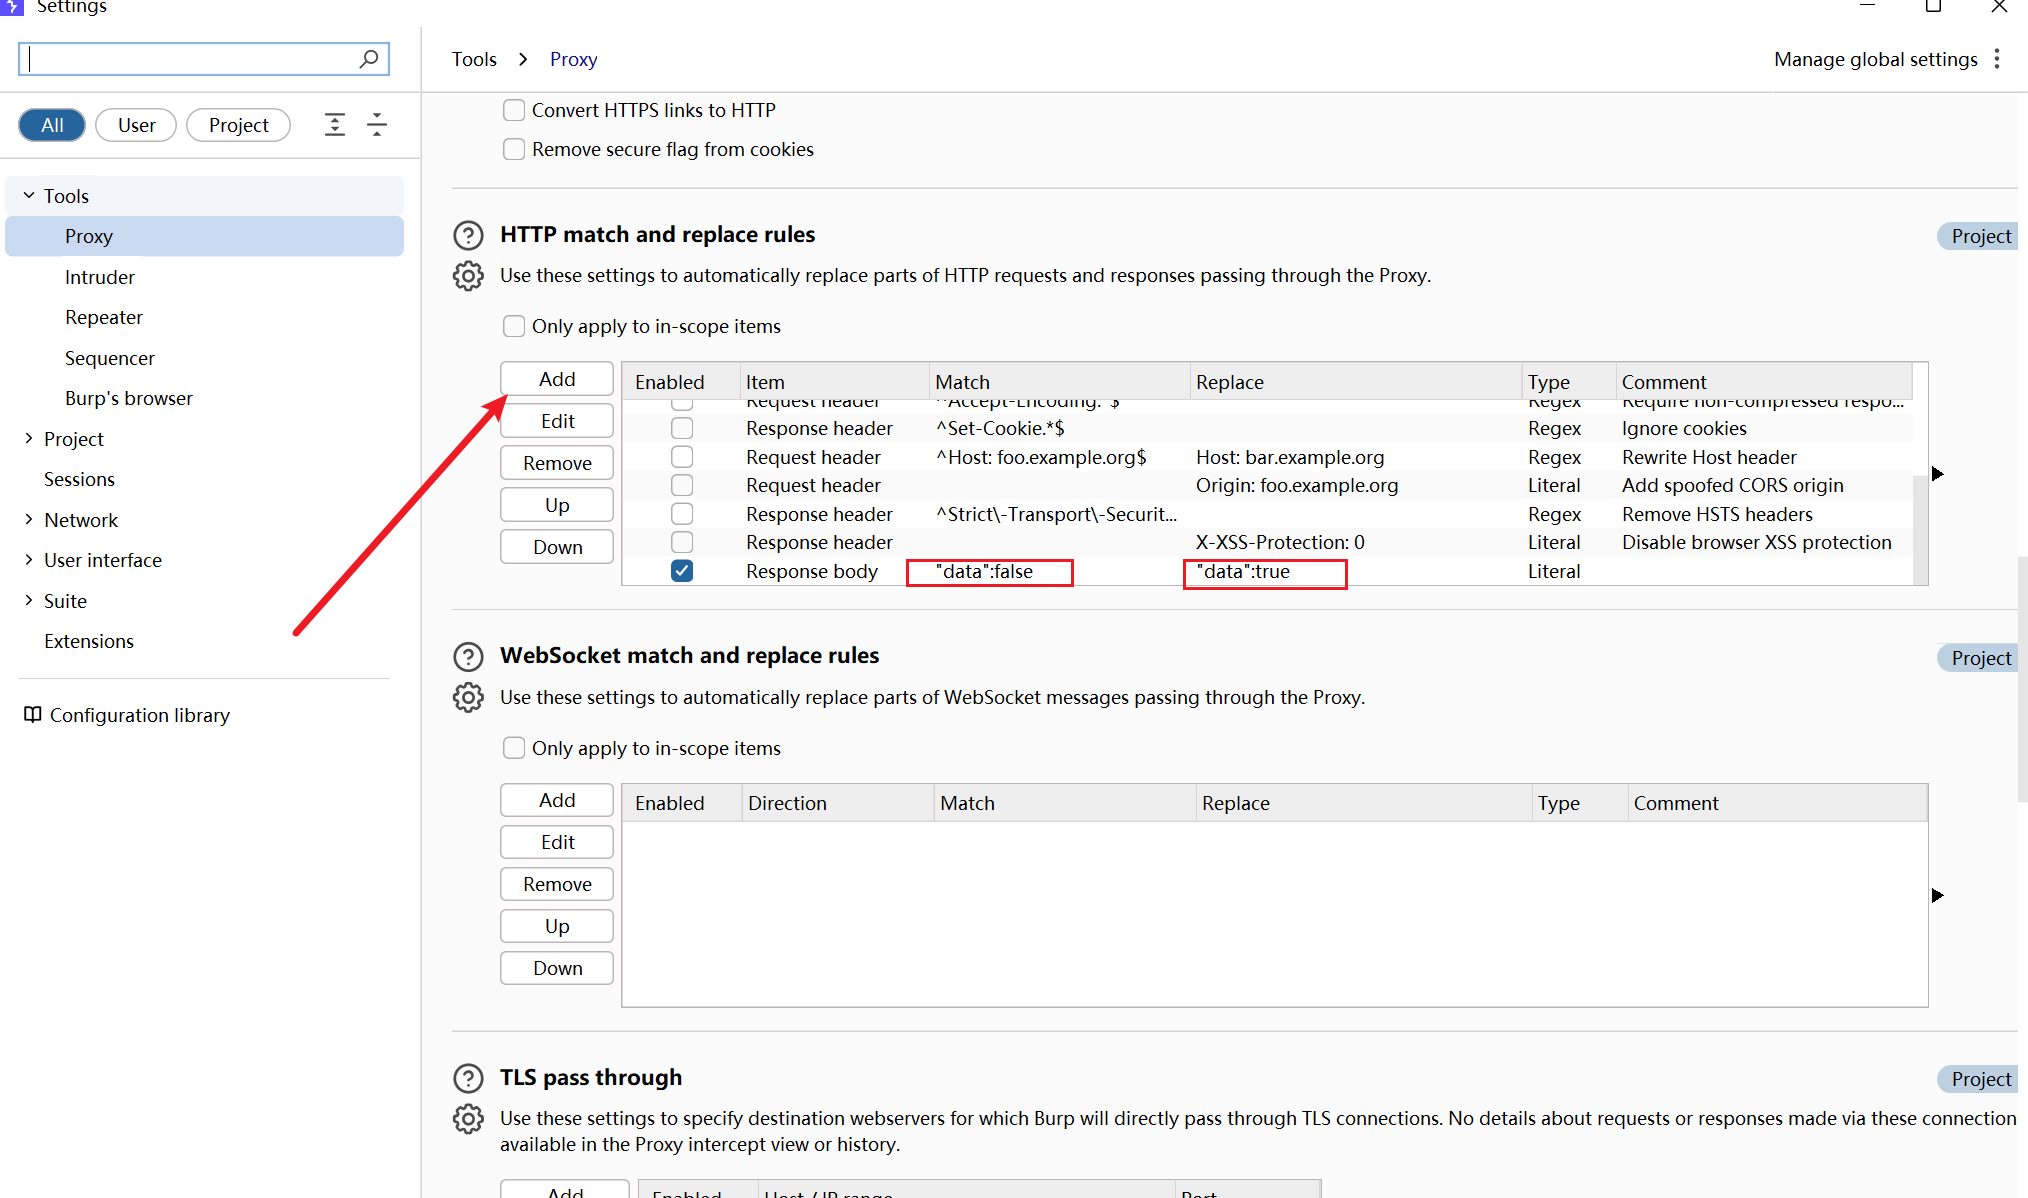 Settings
Tools > Proxy
Manage global settings
All User Project
Tools
Proxy
Intruder
Repeater
Sequencer
Burp's browser
Project
Sessions
Network
User interface
Suite
Extensions
Configuration library
Convert HTTPS links to HTTP
Remove secure flag from cookies
HTTP match and replace rules
Project
Use these settings to automatically replace parts of HTTP requests and responses passing through the Proxy.
Only apply to in-scope items
Add
Edit
Remove
Up
Down
Enabled Item Match Replace Type Comment
Request header ^Accept-Encoding.*$ Regex Require non-compressed respo...
Response header ^Set-Cookie.*$ Regex Ignore cookies
Request header ^Host: foo.example.org$ Host: bar.example.org Regex Rewrite Host header
Request header Origin: foo.example.org Literal Add spoofed CORS origin
Response header ^Strict\-Transport\-Securit... Regex Remove HSTS headers
Response header X-XSS-Protection: 0 Literal Disable browser XSS protection
Response body "data":false "data":true Literal
WebSocket match and replace rules
Project
Use these settings to automatically replace parts of WebSocket messages passing through the Proxy.
Only apply to in-scope items
Add
Edit
Remove
Up
Down
Enabled Direction Match Replace Type Comment
TLS pass through
Project
Use these settings to specify destination webservers for which Burp will directly pass through TLS connections. No details about requests or responses made via these connection
available in the Proxy intercept view or history.
Add
Enabled Host / IP range Port